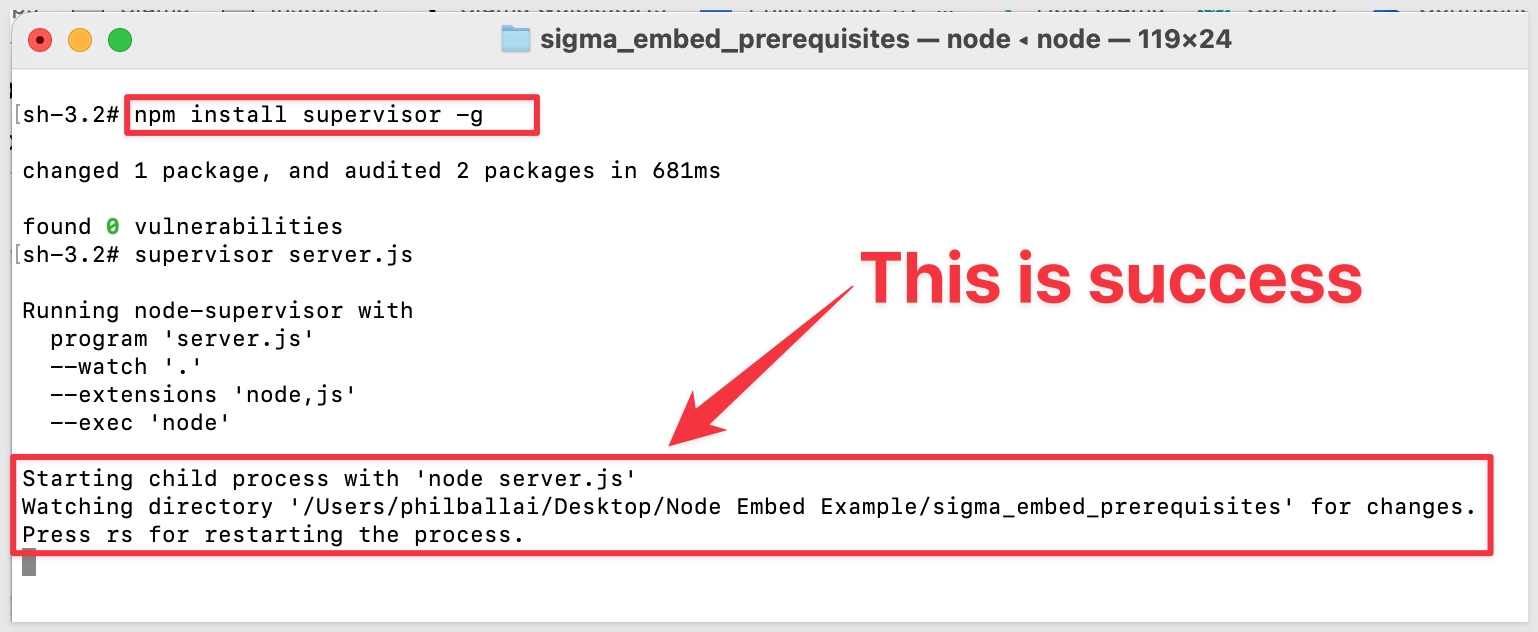 sigma_embed_prerequisites — node ◂ node — 119×24
[sh-3.2# npm install supervisor -g
changed 1 package, and audited 2 packages in 681ms
found 0 vulnerabilities
[sh-3.2# supervisor server.js
This is success
Running node-supervisor with
  program 'server.js'
  --watch '.'
  --extensions 'node,js'
  --exec 'node'
Starting child process with 'node server.js'
Watching directory '/Users/philballai/Desktop/Node Embed Example/sigma_embed_prerequisites' for changes.
Press rs for restarting the process.